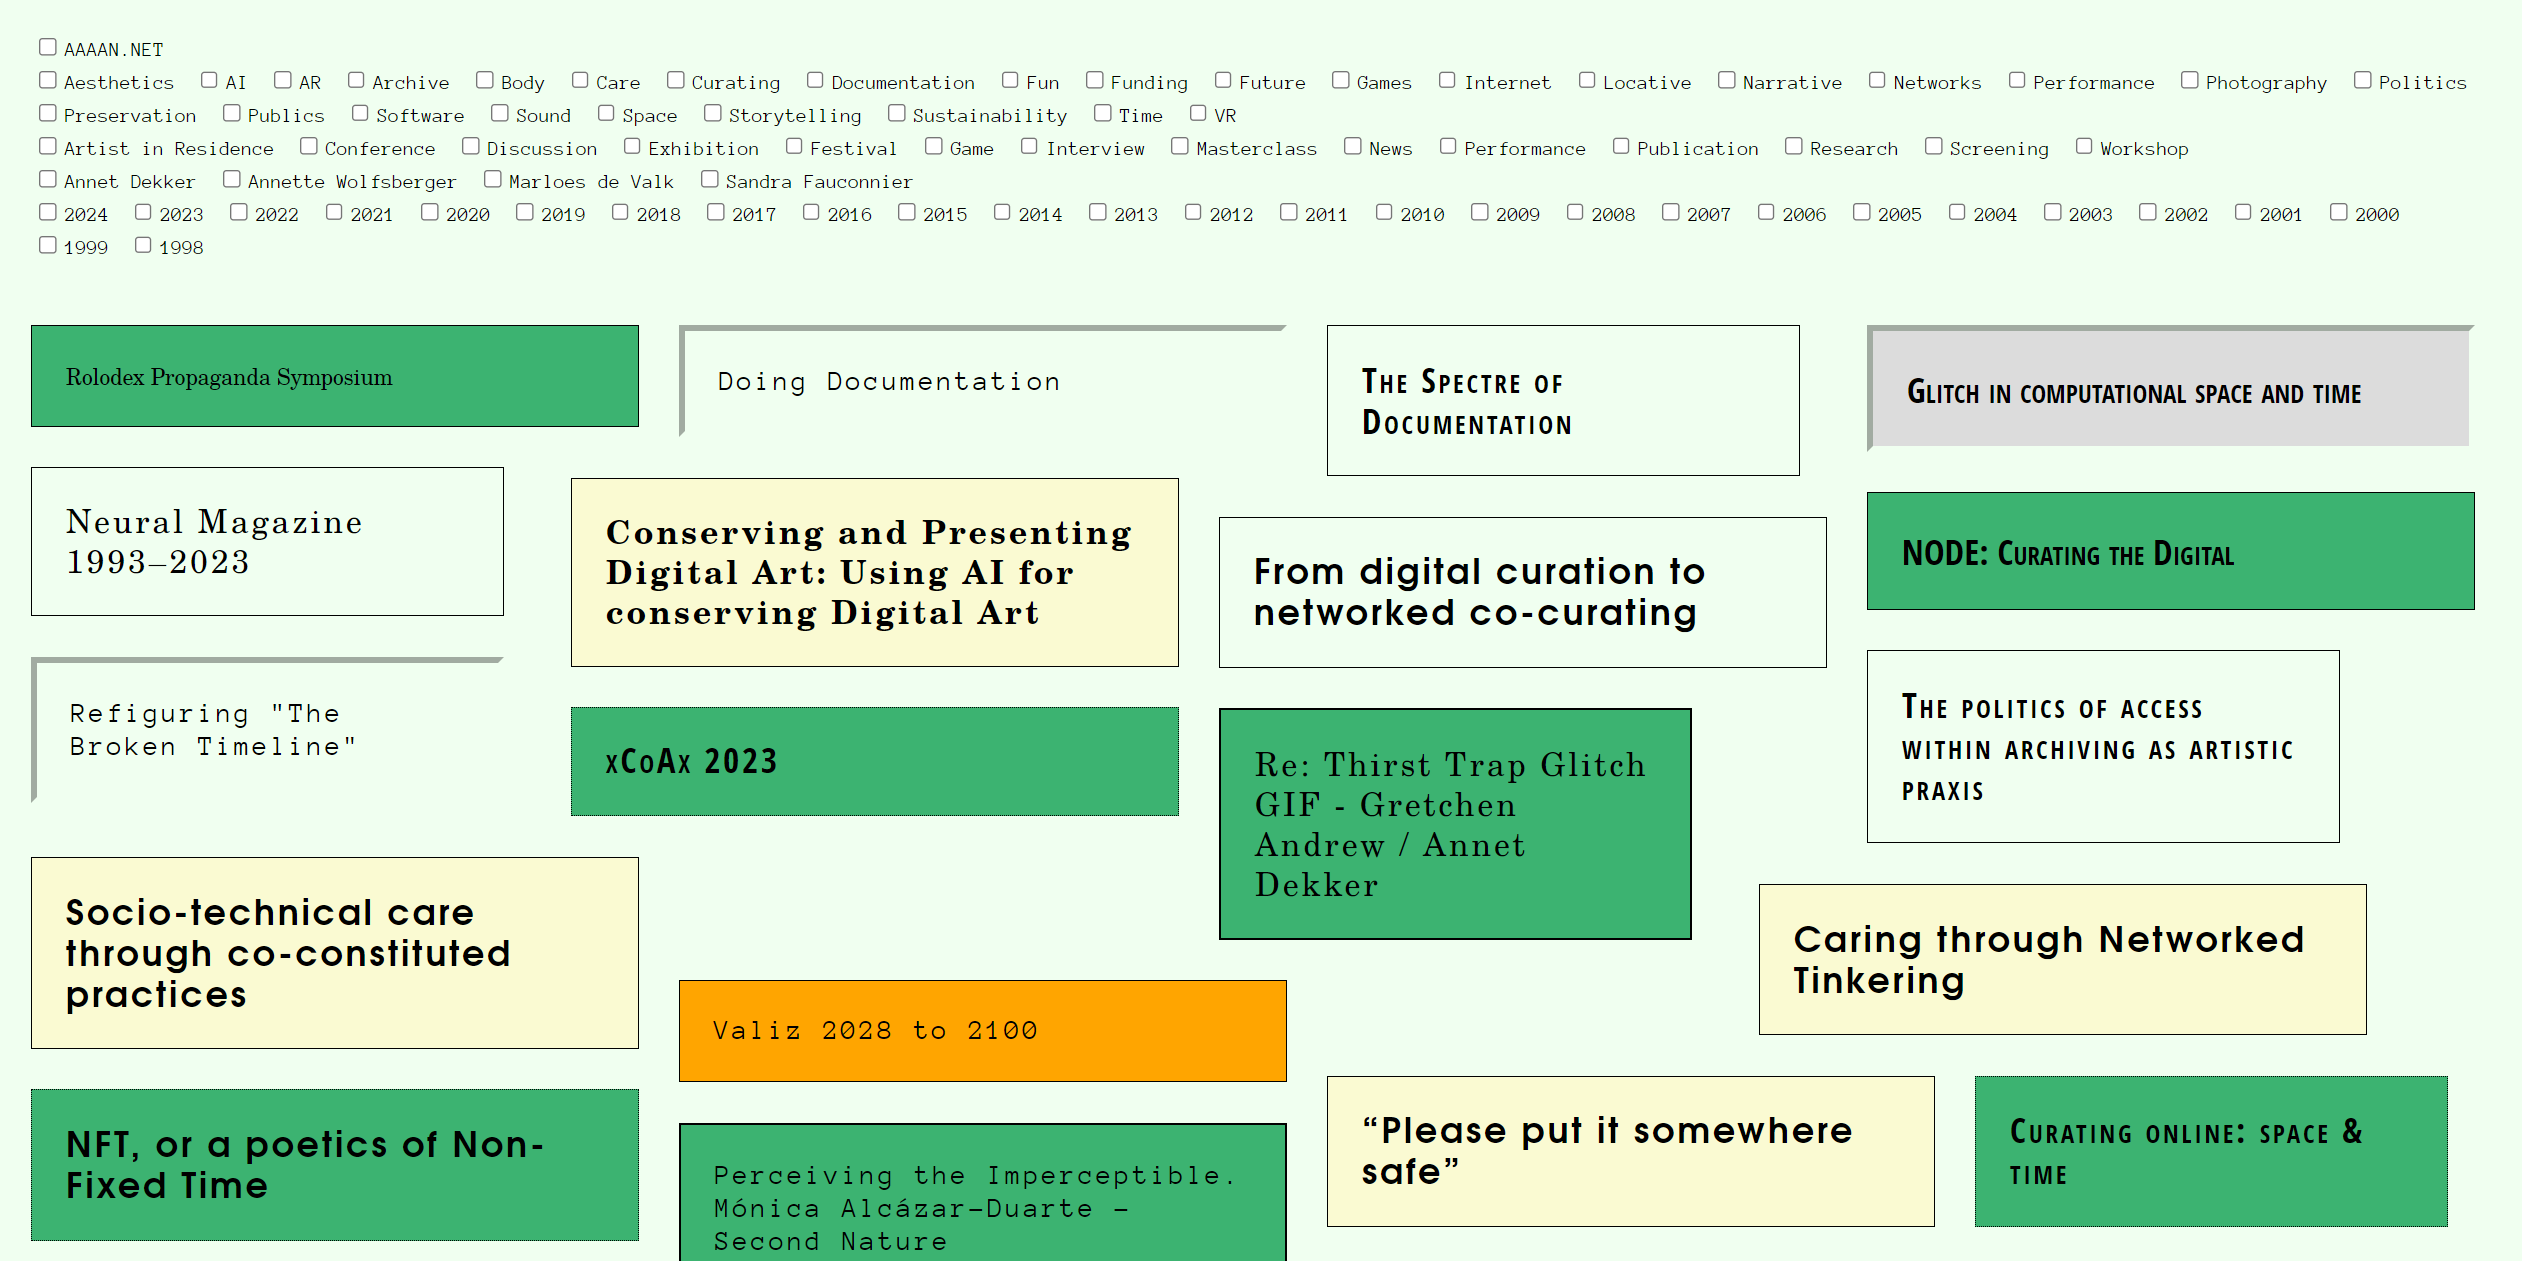 AAAAN.NET
Aesthetics AI AR Archive Body Care Curating Documentation Fun Funding Future Games Internet Locative Narrative Networks Performance Photography Politics
Preservation Publics Software Sound Space Storytelling Sustainability Time VR
Artist in Residence Conference Discussion Exhibition Festival Game Interview Masterclass News Performance Publication Research Screening Workshop
Annet Dekker Annette Wolfsberger Marloes de Valk Sandra Fauconnier
2024 2023 2022 2021 2020 2019 2018 2017 2016 2015 2014 2013 2012 2011 2010 2009 2008 2007 2006 2005 2004 2003 2002 2001 2000
1999 1998
Rolodex Propaganda Symposium
Doing Documentation
The Spectre of
Documentation
Glitch in computational space and time
Neural Magazine
1993–2023
Conserving and Presenting
Digital Art: Using AI for
conserving Digital Art
From digital curation to
networked co-curating
NODE: Curating the Digital
Refiguring "The
Broken Timeline"
xCoAx 2023
Re: Thirst Trap Glitch
GIF - Gretchen
Andrew / Annet
Dekker
The politics of access
within archiving as artistic
praxis
Socio-technical care
through co-constituted
practices
Valiz 2028 to 2100
Caring through Networked
Tinkering
NFT, or a poetics of Non-
Fixed Time
Perceiving the Imperceptible.
Mónica Alcázar-Duarte –
Second Nature
“Please put it somewhere
safe”
Curating online: space &
time